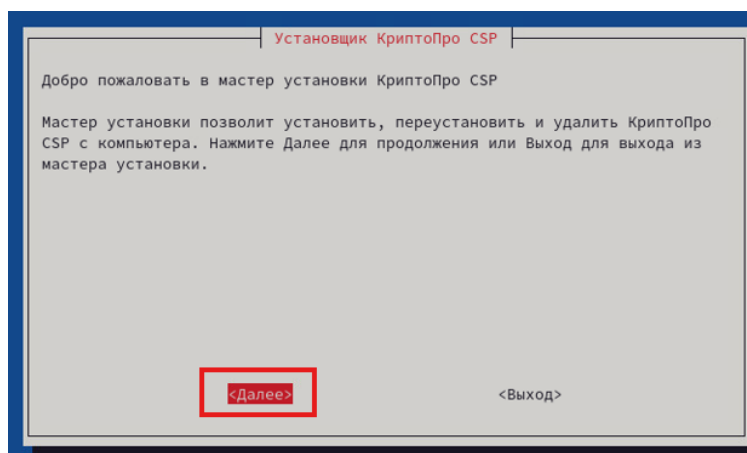 Установщик КриптоПро CSP
Добро пожаловать в мастер установки КриптоПро CSP
Мастер установки позволит установить, переустановить и удалить КриптоПро
CSP с компьютера. Нажмите Далее для продолжения или Выход для выхода из
мастера установки.
<Далее> <Выход>